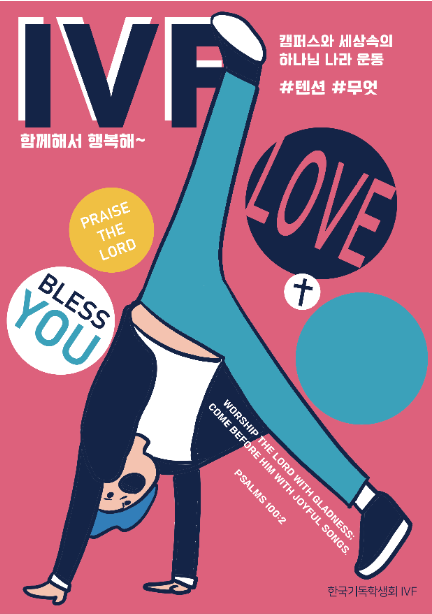 IVF
캠퍼스와 세상속의
하나님 나라 운동
#텐션 #무엇
함께해서 행복해~
LOVE
PRAISE
THE
LORD
BLESS
YOU
WORSHIP THE LORD WITH GLADNESS;
COME BEFORE HIM WITH JOYFUL SONGS.
PSALMS 100:2
한국기독학생회 IVF